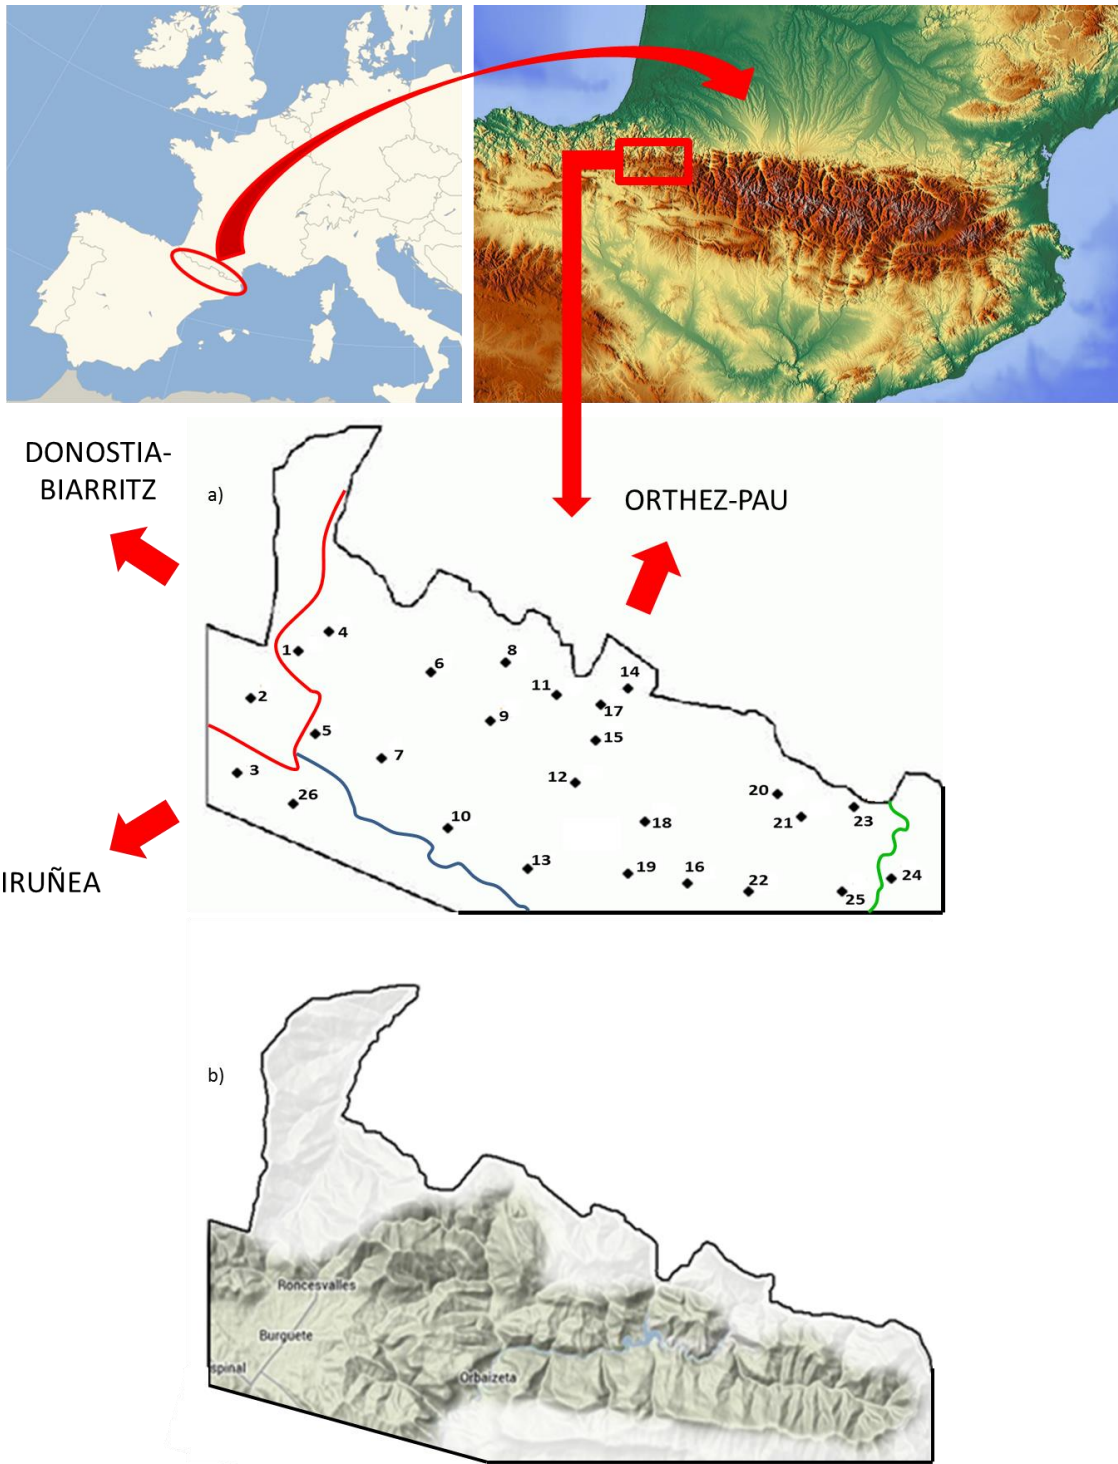 DONOSTIA-
BIARRITZ
a)
ORTHEZ-PAU
4
1
8
6
14
11
2
17
9
5
15
7
3
12
20
26
23
21
10
18
13
19
16
22
24
25
IRUÑEA
b)
Roncesvalles
Burguete
spinal
Orbaizeta